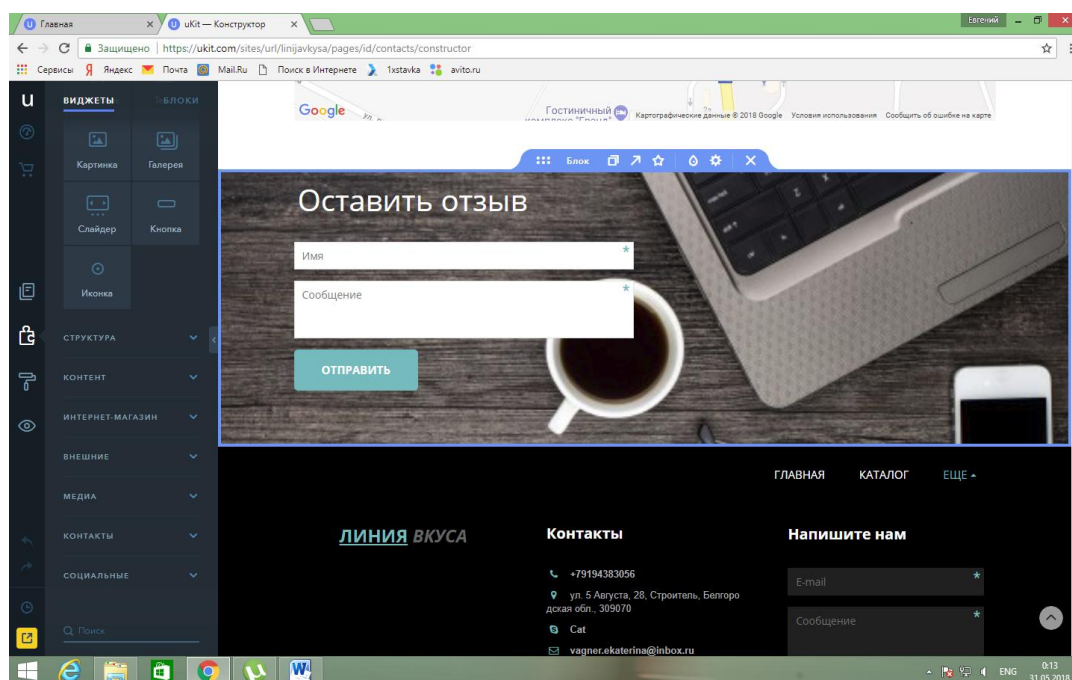 Главная
uKit — Конструктор
Евгений
Защищено
https://ukit.com/sites/url/linijavkysa/pages/id/contacts/constructor
Сервисы
Яндекс
Почта
Mail.Ru
Поиск в Интернете
1xstavka
avito.ru
ВИДЖЕТЫ
БЛОКИ
Картинка
Галерея
Слайдер
Кнопка
Иконка
СТРУКТУРА
КОНТЕНТ
ИНТЕРНЕТ-МАГАЗИН
ВНЕШНИЕ
МЕДИА
КОНТАКТЫ
СОЦИАЛЬНЫЕ
Поиск
Google
Гостиничный
Картографические данные © 2018 Google
Условия использования
Сообщить об ошибке на карте
Блок
Оставить отзыв
Имя
*
Сообщение
*
ОТПРАВИТЬ
ГЛАВНАЯ
КАТАЛОГ
ЕЩЕ
ЛИНИЯ ВКУСА
Контакты
+79194383056
ул. 5 Августа, 28, Строитель, Белгоро
дская обл., 309070
Cat
vagner.ekaterina@inbox.ru
Напишите нам
E-mail
*
Сообщение
*
ENG
0:13
31.05.2018